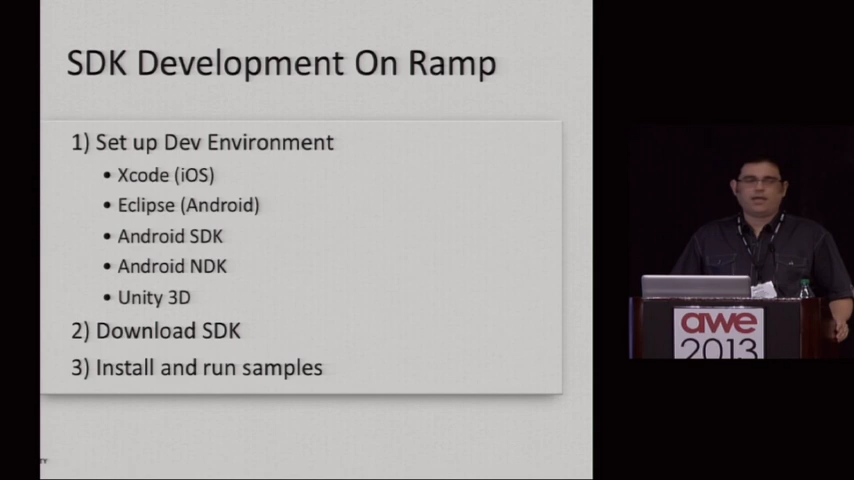 SDK Development On Ramp
1) Set up Dev Environment
• Xcode (iOS)
• Eclipse (Android)
• Android SDK
• Android NDK
• Unity 3D
2) Download SDK
3) Install and run samples
awe
2013